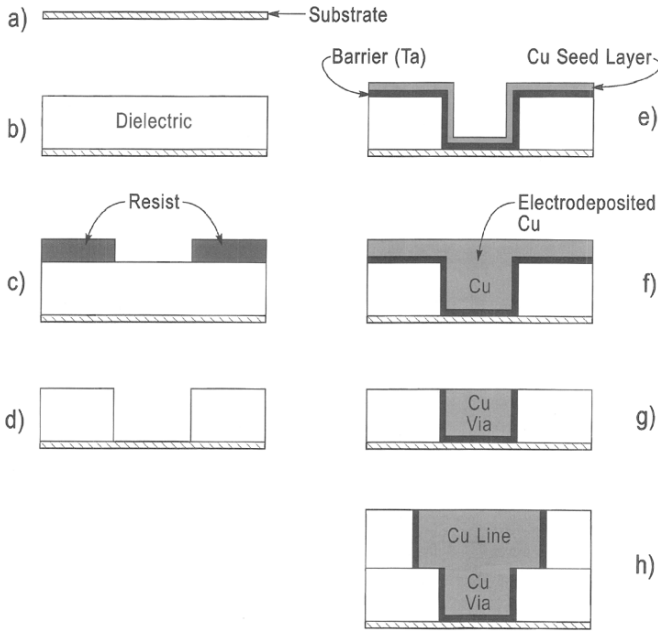 a)
Substrate
b)
Dielectric
Resist
c)
d)
Barrier (Ta)
Cu Seed Layer
e)
Electrodeposited
Cu
Cu
f)
Cu
Via
g)
Cu Line
Cu
Via
h)